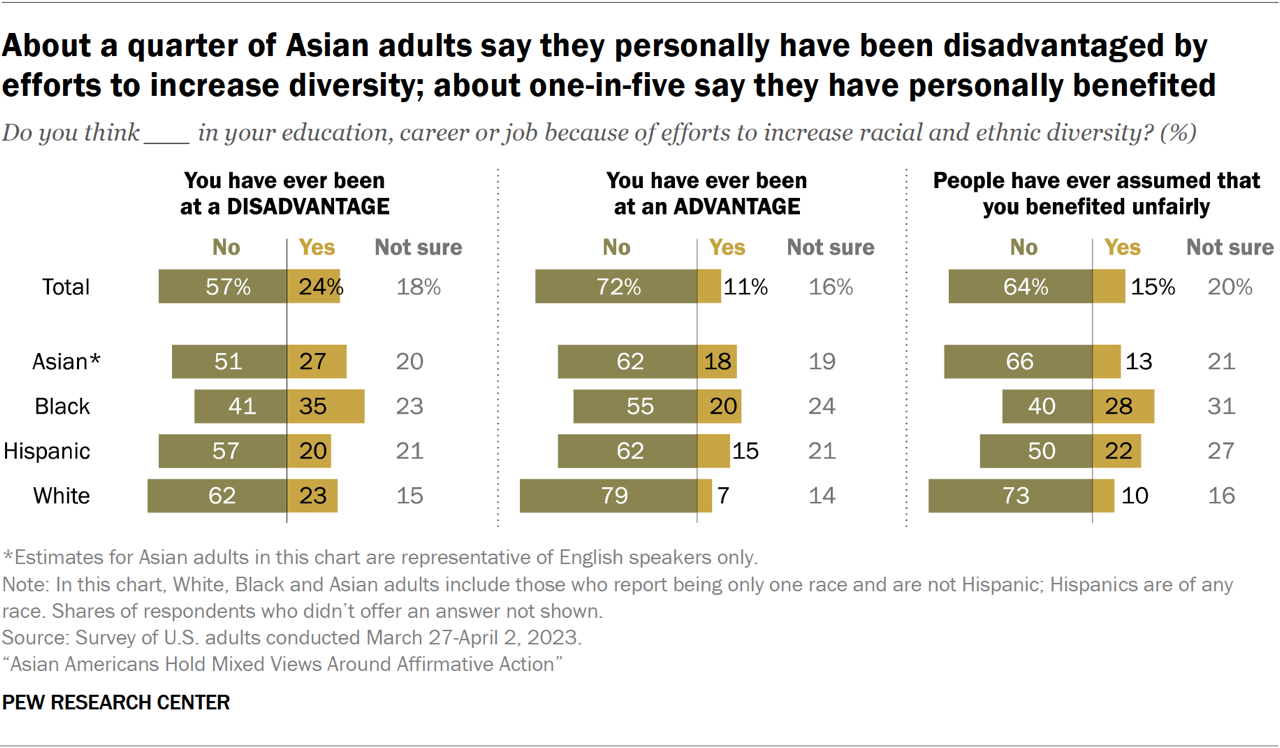 About a quarter of Asian adults say they personally have been disadvantaged by
efforts to increase diversity; about one-in-five say they have personally benefited
Do you think ___ in your education, career or job because of efforts to increase racial and ethnic diversity? (%)
You have ever been
at a DISADVANTAGE
You have ever been
at an ADVANTAGE
People have ever assumed that
you benefited unfairly
No Yes Not sure No Yes Not sure No Yes Not sure
Total 57% 24% 18% 72% 11% 16% 64% 15% 20%
Asian* 51 27 20 62 18 19 66 13 21
Black 41 35 23 55 20 24 40 28 31
Hispanic 57 20 21 62 15 21 50 22 27
White 62 23 15 79 7 14 73 10 16
*Estimates for Asian adults in this chart are representative of English speakers only.
Note: In this chart, White, Black and Asian adults include those who report being only one race and are not Hispanic; Hispanics are of any
race. Shares of respondents who didn’t offer an answer not shown.
Source: Survey of U.S. adults conducted March 27-April 2, 2023.
“Asian Americans Hold Mixed Views Around Affirmative Action”
PEW RESEARCH CENTER